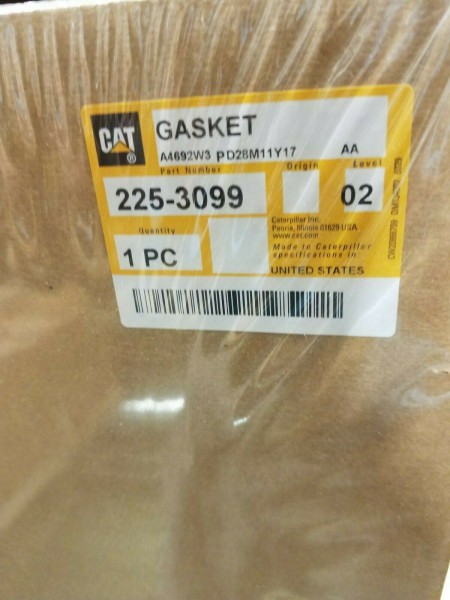 CAT
®
GASKET
A4692W3 PD28M11Y17 AA
Part Number Origin Level
225-3099 02
Quantity
1 PC
Caterpillar Inc.
Peoria, Illinois 61629 USA
www.cat.com
Made to Caterpillar
specifications in:
UNITED STATES